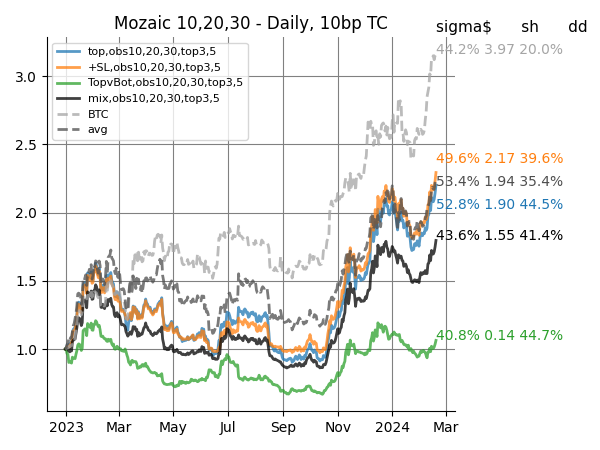 Mozaic 10,20,30 - Daily, 10bp TC
sigma$ sh dd
top,obs10,20,30,top3,5
+SL,obs10,20,30,top3,5
TopvBot,obs10,20,30,top3,5
mix,obs10,20,30,top3,5
BTC
avg
44.2% 3.97 20.0%
49.6% 2.17 39.6%
53.4% 1.94 35.4%
52.8% 1.90 44.5%
43.6% 1.55 41.4%
40.8% 0.14 44.7%
3.0
2.5
2.0
1.5
1.0
2023 Mar May Jul Sep Nov 2024 Mar